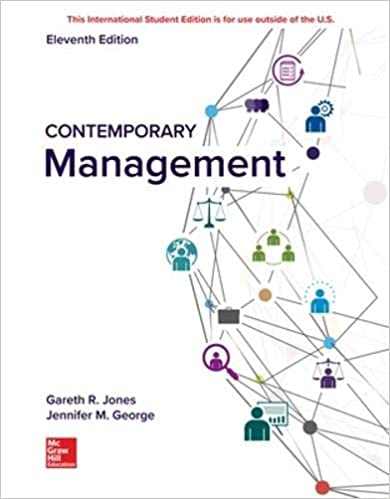 This International Student Edition is for use outside of the U.S.
Eleventh Edition
CONTEMPORARY
Management
Gareth R. Jones
Jennifer M. George
Mc
Graw
Hill
Education